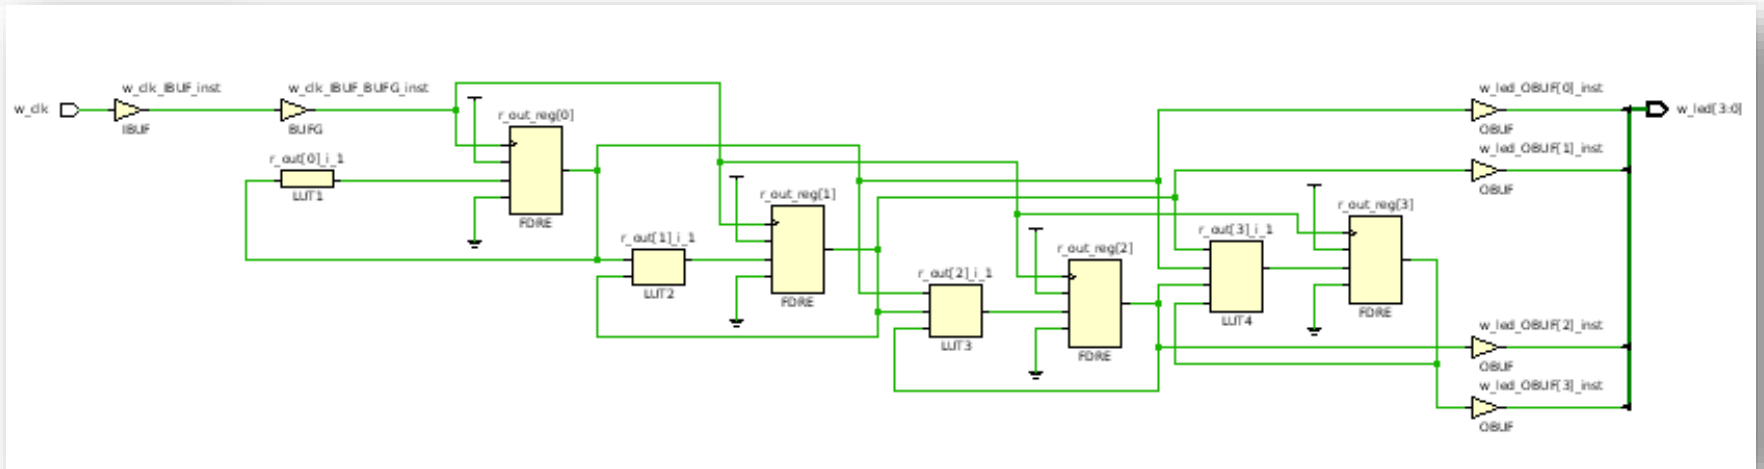 w_clk
w_clk_IBUF_inst
IBUF
w_clk_IBUF_BUFG_inst
BUFG
r_out[0]_i_1
LUT1
r_out_reg[0]
FDRE
r_out[1]_i_1
LUT2
r_out_reg[1]
FDRE
r_out[2]_i_1
LUT3
r_out_reg[2]
FDRE
r_out[3]_i_1
LUT4
r_out_reg[3]
FDRE
w_led_OBUF[0]_inst
OBUF
w_led_OBUF[1]_inst
OBUF
w_led_OBUF[2]_inst
OBUF
w_led_OBUF[3]_inst
OBUF
w_led[3:0]